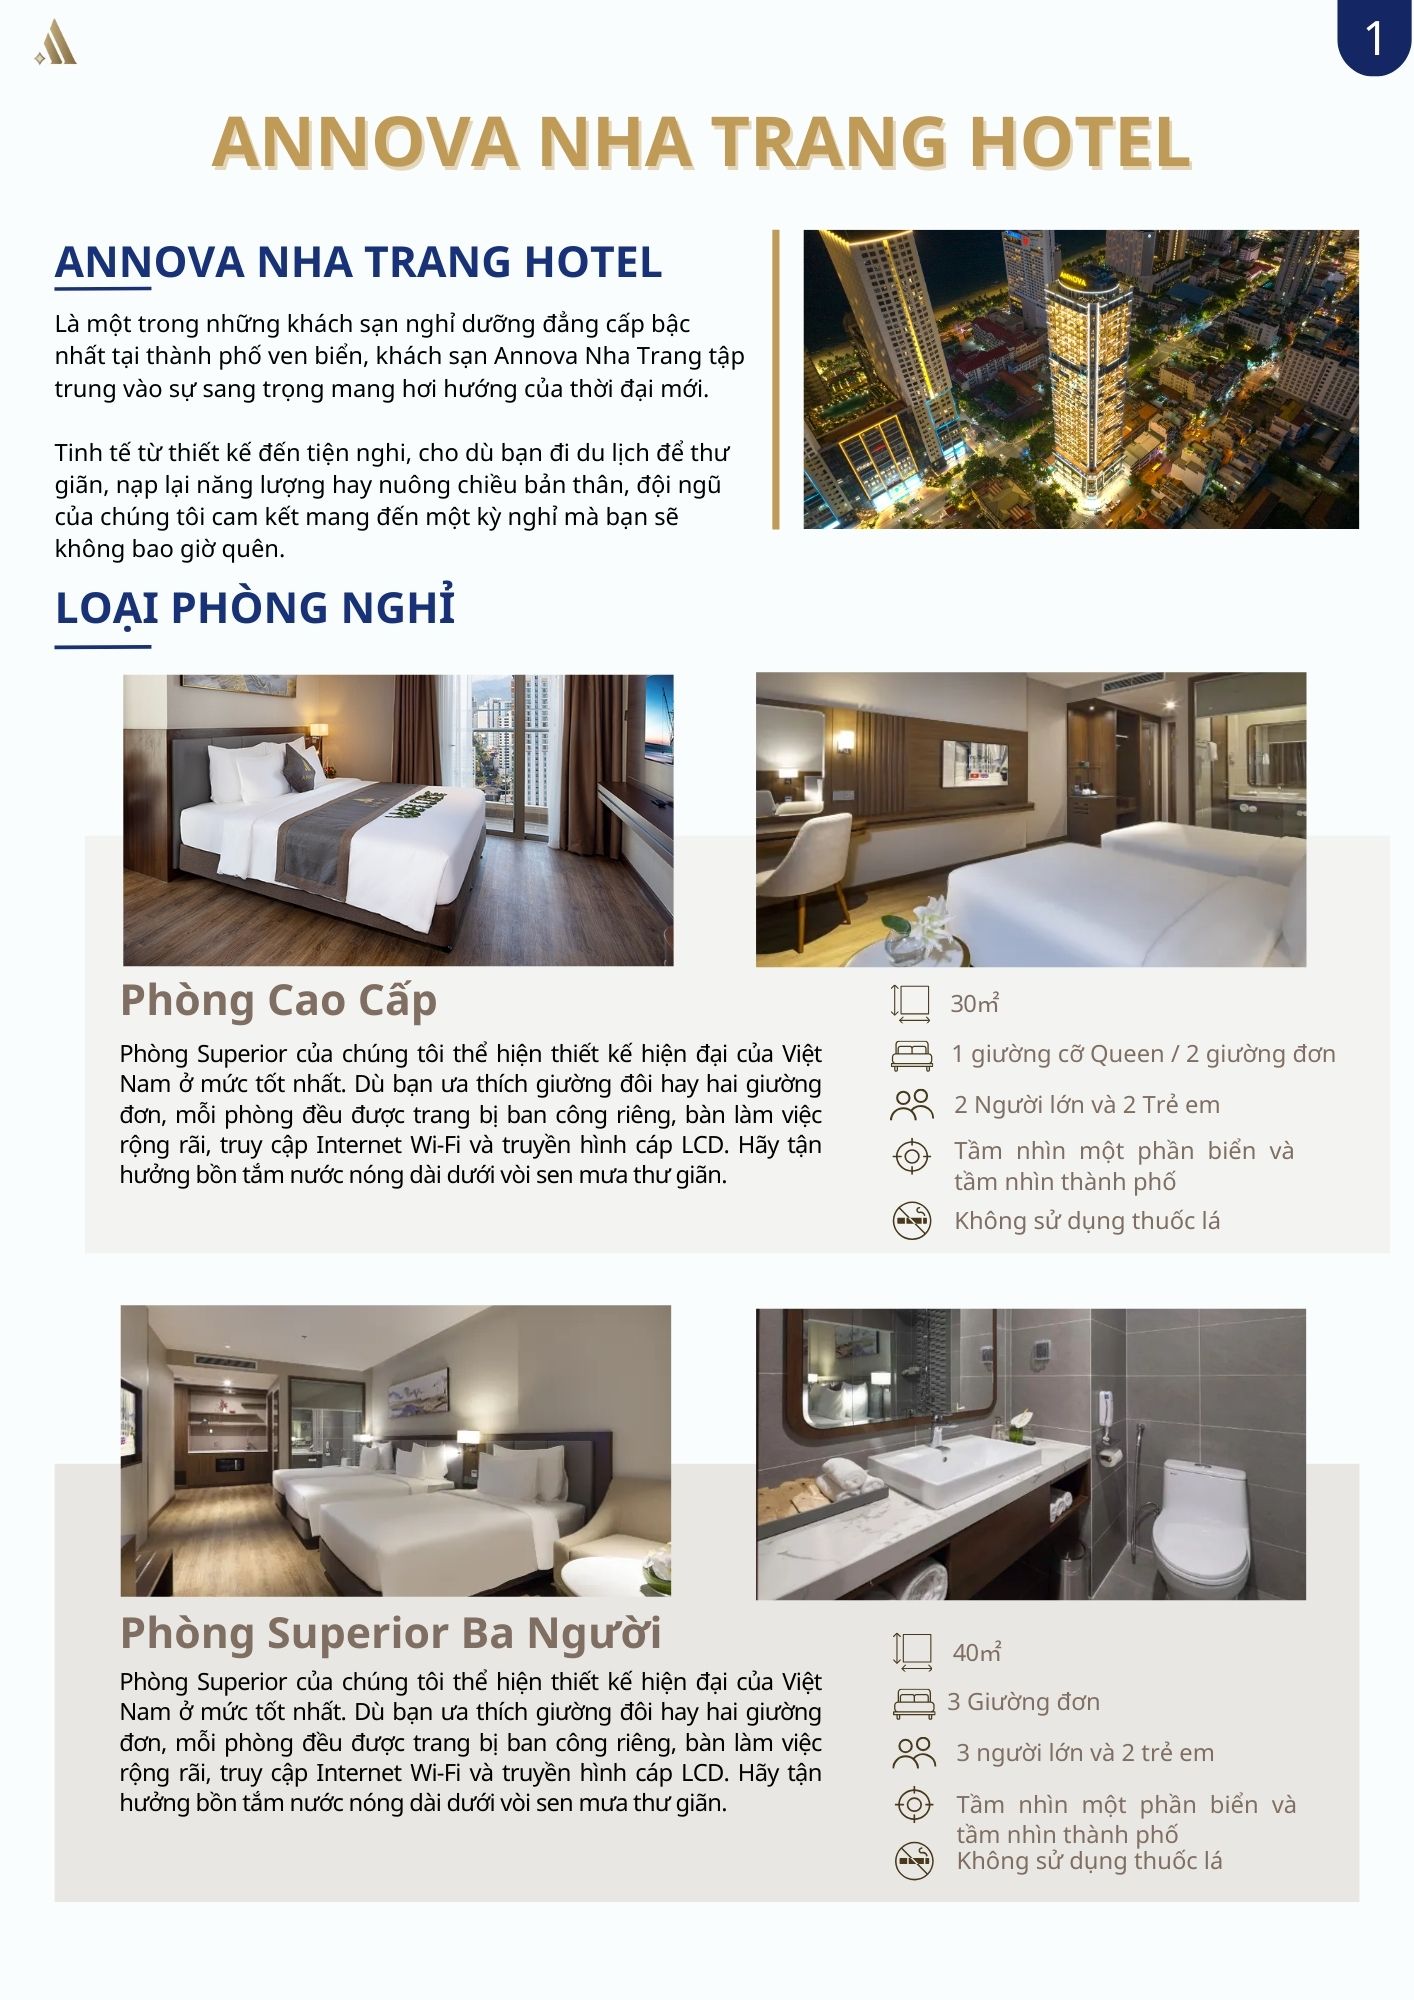 1
ANNOVA NHA TRANG HOTEL
ANNOVA NHA TRANG HOTEL
Là một trong những khách sạn nghỉ dưỡng đẳng cấp bậc
nhất tại thành phố ven biển, khách sạn Annova Nha Trang tập
trung vào sự sang trọng mang hơi hướng của thời đại mới.
Tinh tế từ thiết kế đến tiện nghi, cho dù bạn đi du lịch để thư
giãn, nạp lại năng lượng hay nuông chiều bản thân, đội ngũ
của chúng tôi cam kết mang đến một kỳ nghỉ mà bạn sẽ
không bao giờ quên.
ANNOVA
LOẠI PHÒNG NGHỈ
Phòng Cao Cấp
Phòng Superior của chúng tôi thể hiện thiết kế hiện đại của Việt
Nam ở mức tốt nhất. Dù bạn ưa thích giường đôi hay hai giường
đơn, mỗi phòng đều được trang bị ban công riêng, bàn làm việc
rộng rãi, truy cập Internet Wi-Fi và truyền hình cáp LCD. Hãy tận
hưởng bồn tắm nước nóng dài dưới vòi sen mưa thư giãn.
30㎡
1 giường cỡ Queen / 2 giường đơn
2 Người lớn và 2 Trẻ em
Tầm nhìn một phần biển và
tầm nhìn thành phố
Không sử dụng thuốc lá
Phòng Superior Ba Người
Phòng Superior của chúng tôi thể hiện thiết kế hiện đại của Việt
Nam ở mức tốt nhất. Dù bạn ưa thích giường đôi hay hai giường
đơn, mỗi phòng đều được trang bị ban công riêng, bàn làm việc
rộng rãi, truy cập Internet Wi-Fi và truyền hình cáp LCD. Hãy tận
hưởng bồn tắm nước nóng dài dưới vòi sen mưa thư giãn.
40㎡
3 Giường đơn
3 người lớn và 2 trẻ em
Tầm nhìn một phần biển và
tầm nhìn thành phố
Không sử dụng thuốc lá